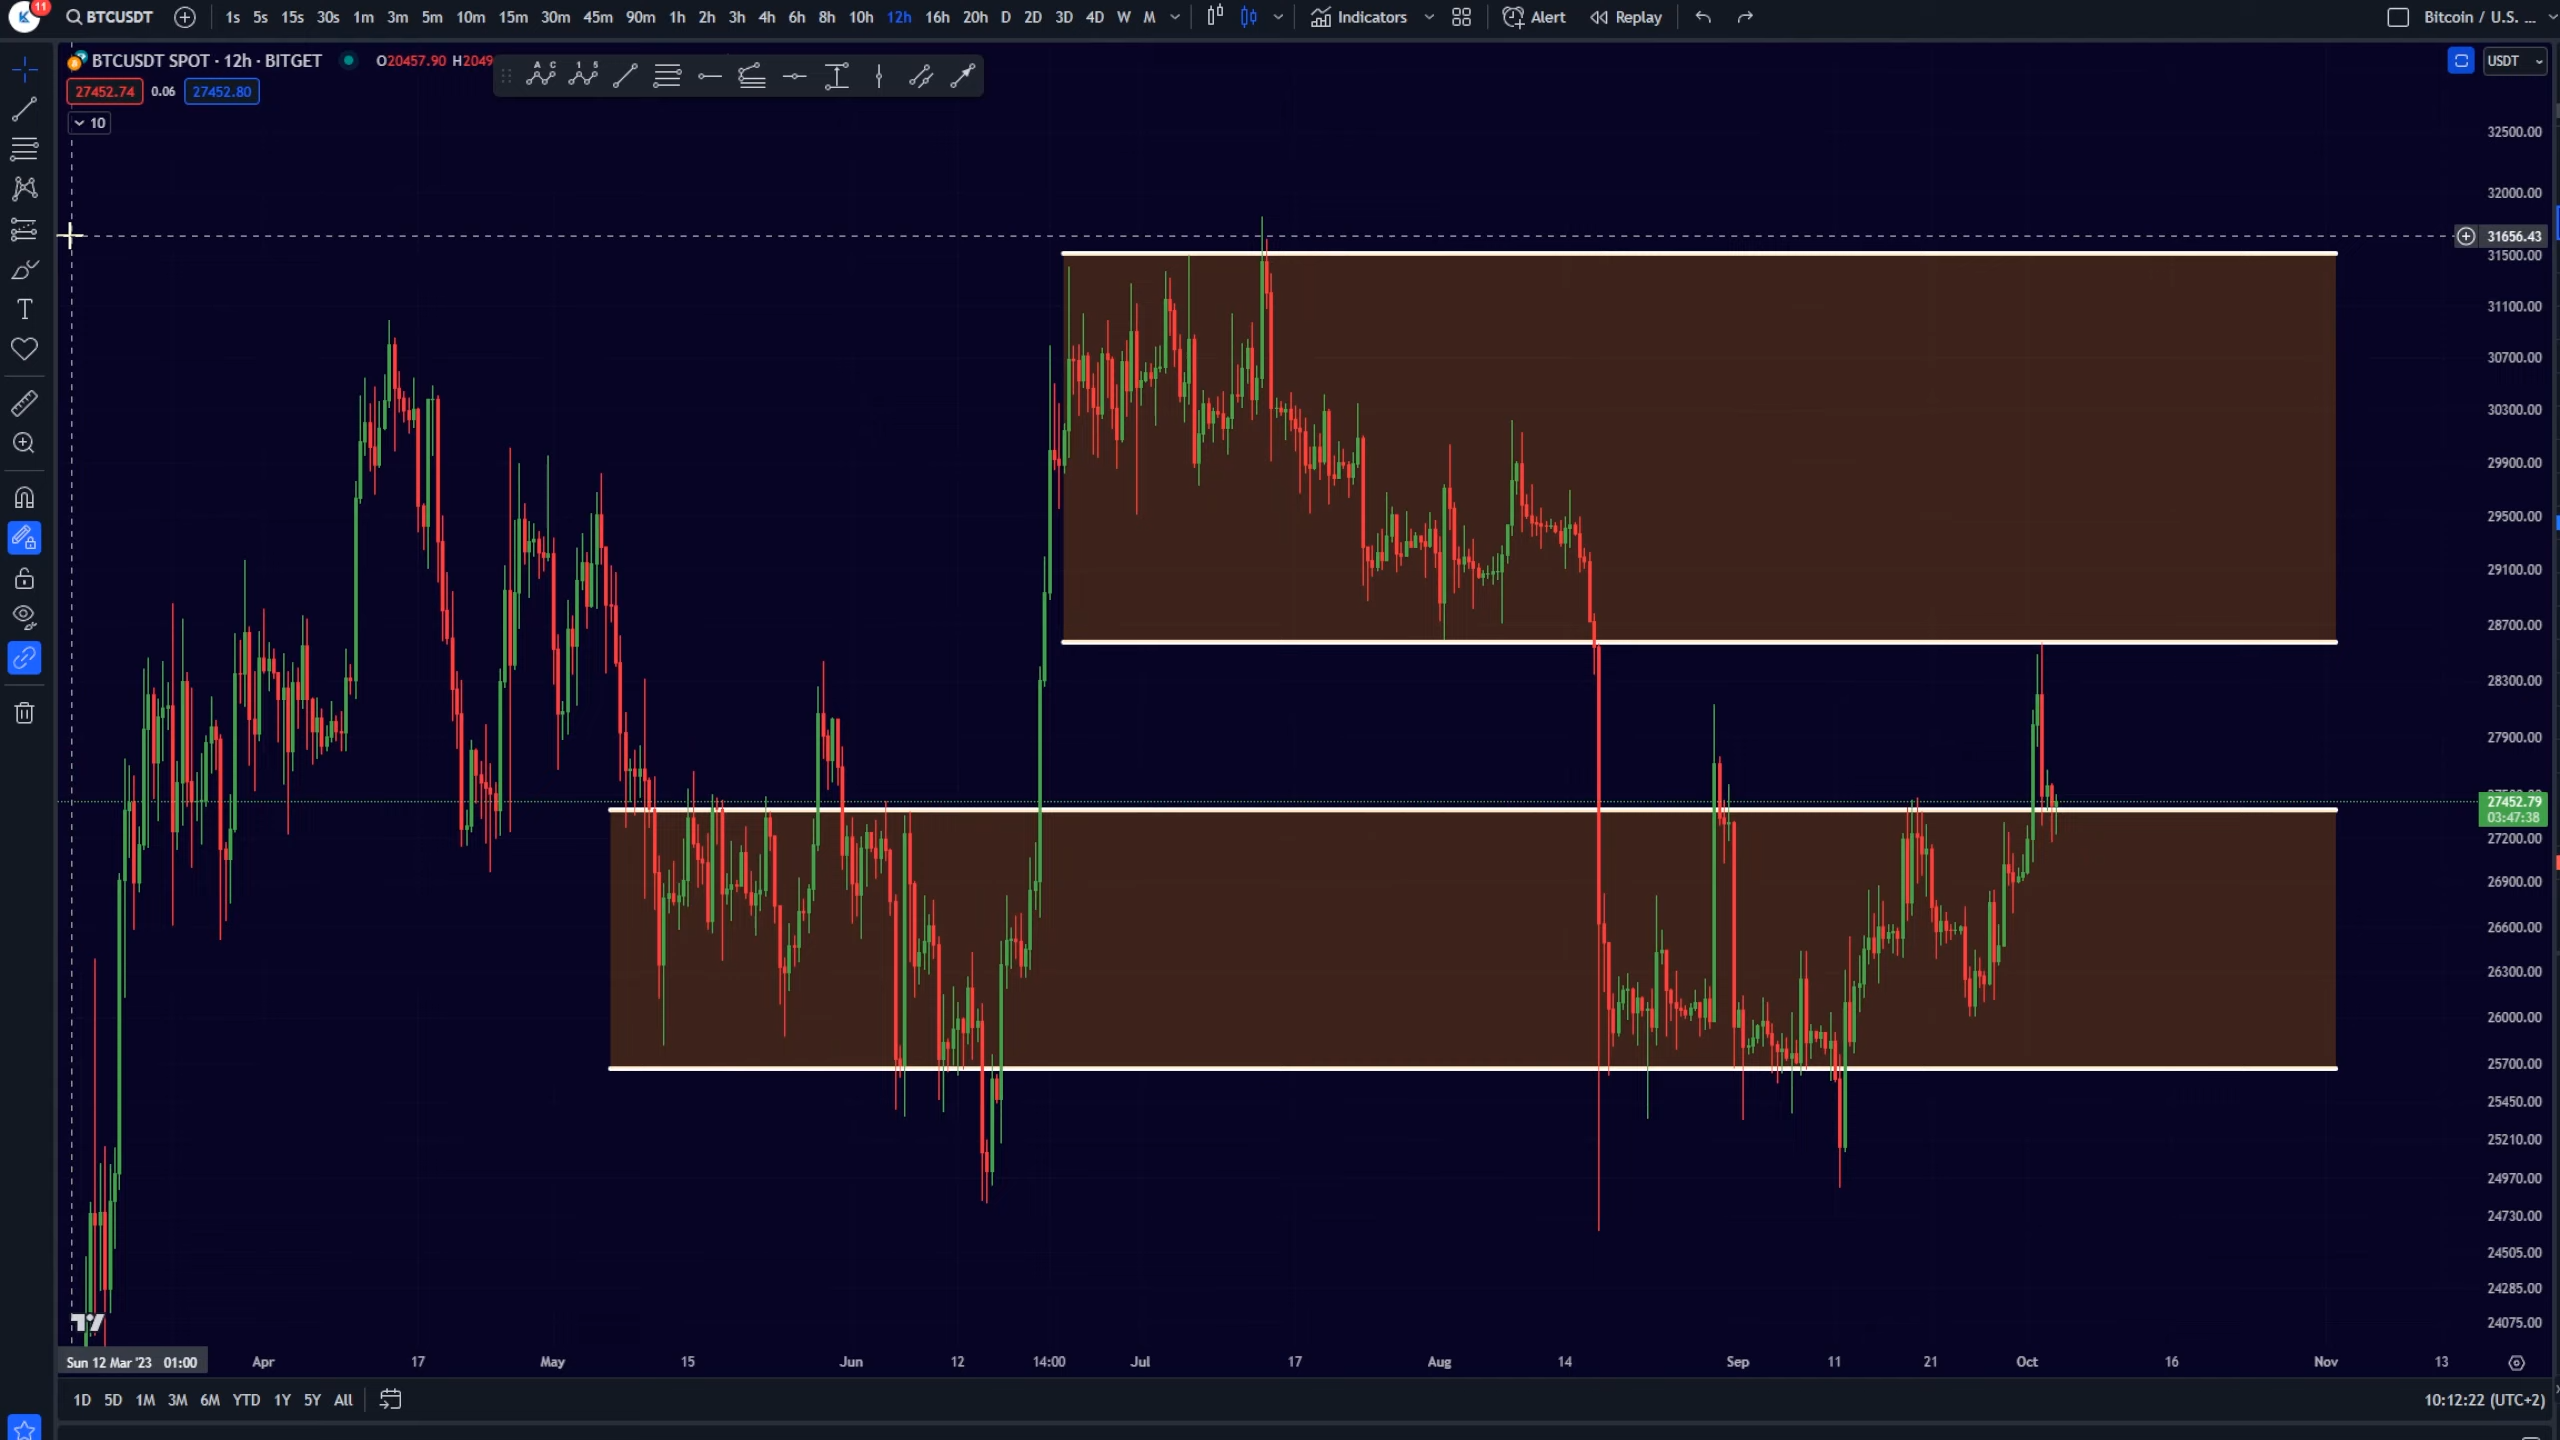 11
BTCUSDT
1s 5s 15s 30s 1m 3m 5m 10m 15m 30m 45m 90m 1h 2h 3h 4h 6h 8h 10h 12h 16h 20h D 2D 3D 4D W M
Indicators
Alert
Replay
Bitcoin / U.S. ...
BTCUSDT SPOT · 12h · BITGET
O20457.90 H2049
A C
1 5
USDT
27452.74 0.06 27452.80
10
T
32500.00
32000.00
31656.43
31500.00
31100.00
30700.00
30300.00
29900.00
29500.00
29100.00
28700.00
28300.00
27900.00
27452.79
03:47:38
27200.00
26900.00
26600.00
26300.00
26000.00
25700.00
25450.00
25210.00
24970.00
24730.00
24505.00
24285.00
24075.00
Sun 12 Mar '23 01:00 Apr 17 May 15 Jun 12 14:00 Jul 17 Aug 14 Sep 11 21 Oct 16 Nov 13
1D 5D 1M 3M 6M YTD 1Y 5Y All
10:12:22 (UTC+2)